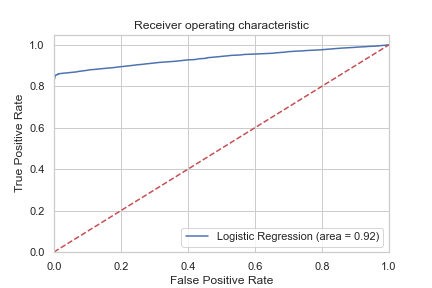 Receiver operating characteristic
True Positive Rate
1.0
0.8
0.6
0.4
0.2
0.0
Logistic Regression (area = 0.92)
0.0 0.2 0.4 0.6 0.8 1.0
False Positive Rate